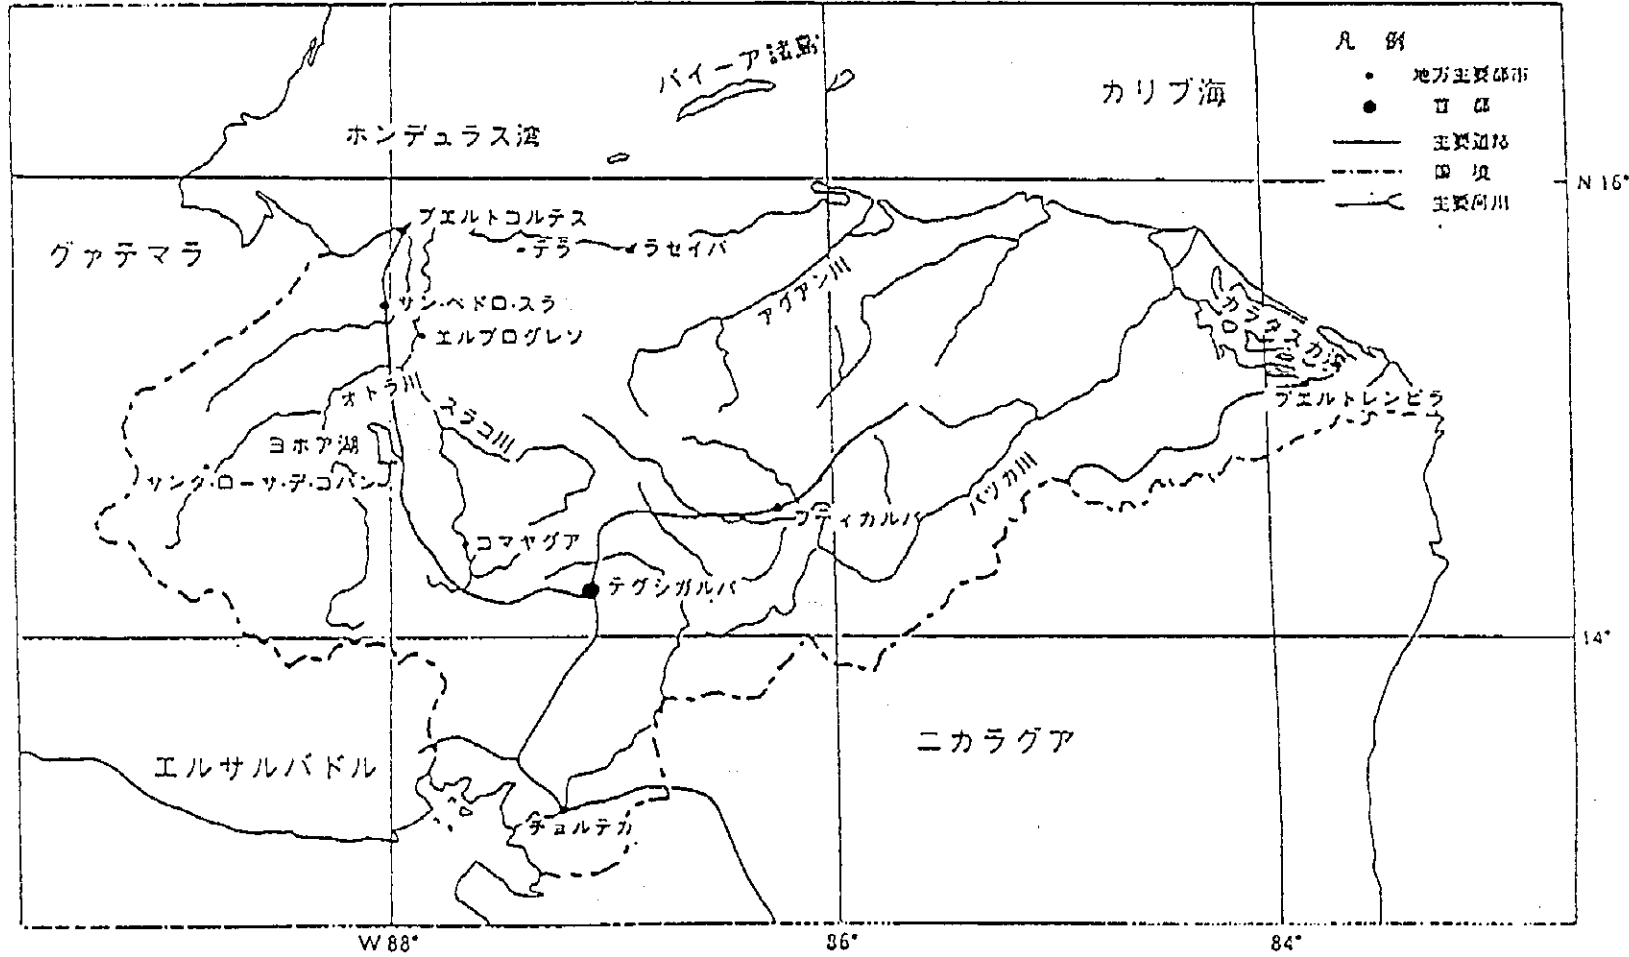 凡 例
地方主要都市
首 都
主要道路
国 境
主要河川
バイーア諸島
カリブ海
ホンデュラス湾
N 16°
プエルトコルテス
テラ
ラセイバ
グァテマラ
アグアン川
サン・ペドロ・スラ
エルプログレソ
カラタスカ湾
オトラ川
スラコ川
プエルトレンピラ
ヨホア湖
サンタ・ローサ・デ・コパン
パツカ川
フティカルパ
コマヤグア
テグシガルパ
14°
ニカラグア
エルサルバドル
チョルテカ
W 88°
86°
84°